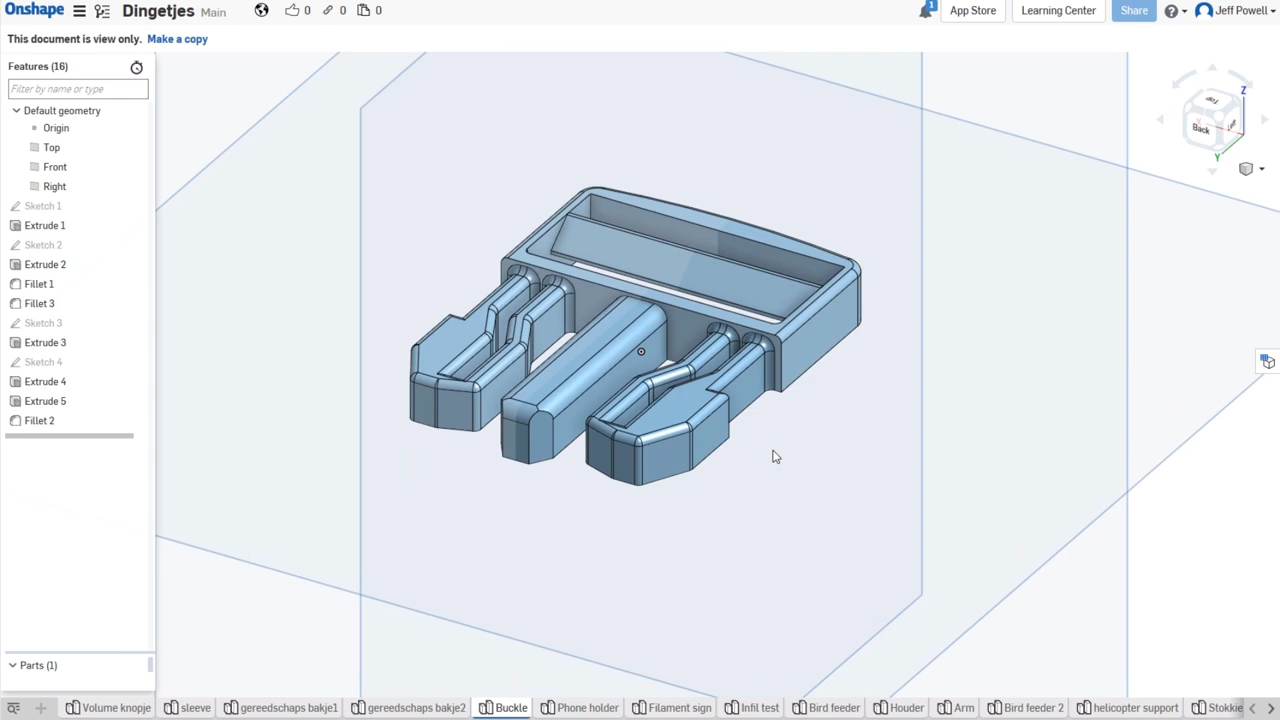 Onshape Dingetjes Main 0 0 0 1 App Store Learning Center Share Jeff Powell
This document is view only. Make a copy
Features (16)
Filter by name or type
Default geometry
Origin
Top
Front
Right
Sketch 1
Extrude 1
Sketch 2
Extrude 2
Fillet 1
Fillet 3
Sketch 3
Extrude 3
Sketch 4
Extrude 4
Extrude 5
Fillet 2
Parts (1)
Z
Top
Back
X
Y
Volume knopje sleeve gereedschaps bakje1 gereedschaps bakje2 Buckle Phone holder Filament sign Infil test Bird feeder Houder Arm Bird feeder 2 helicopter support Stokkie